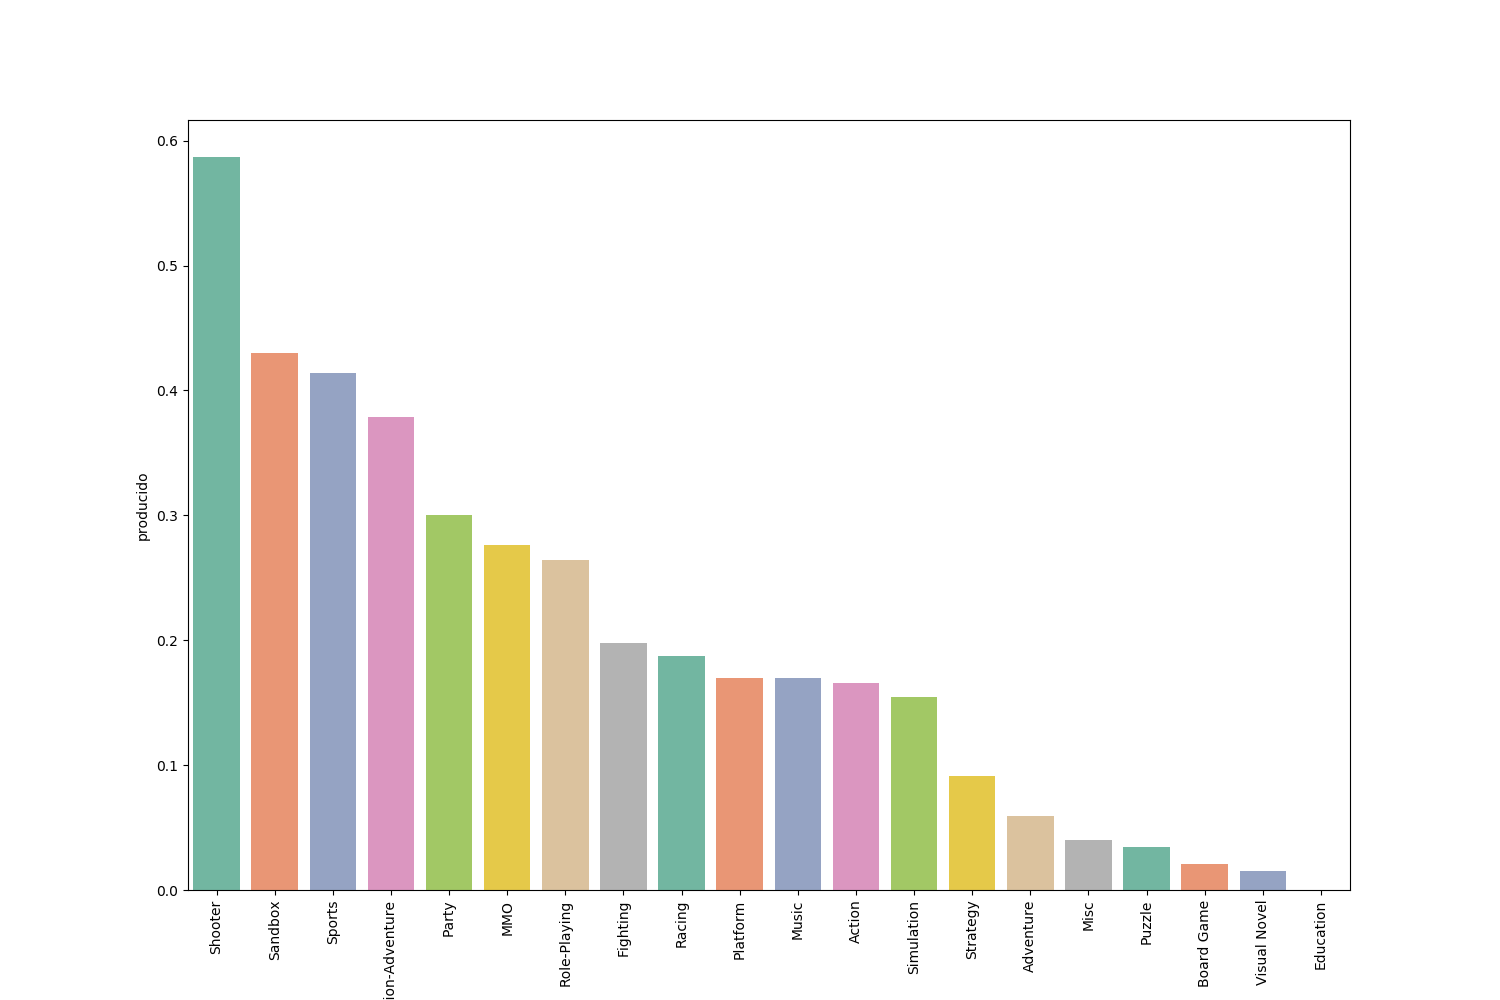 0.6
0.5
0.4
0.3
0.2
0.1
0.0
producido
Shooter
Sandbox
Sports
ion-Adventure
Party
MMO
Role-Playing
Fighting
Racing
Platform
Music
Action
Simulation
Strategy
Adventure
Misc
Puzzle
Board Game
Visual Novel
Education